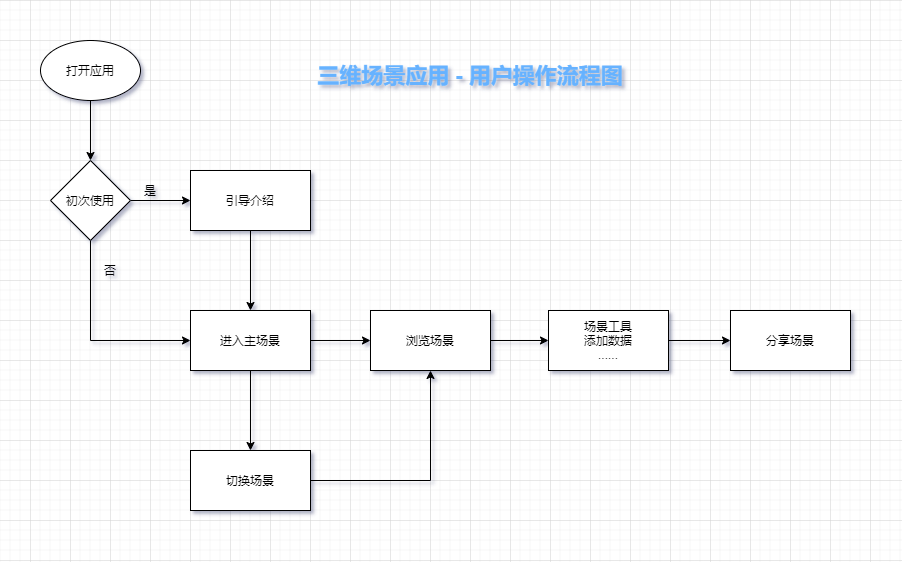 打开应用
三维场景应用 - 用户操作流程图
初次使用
是
引导介绍
否
进入主场景
浏览场景
场景工具
添加数据
……
分享场景
切换场景